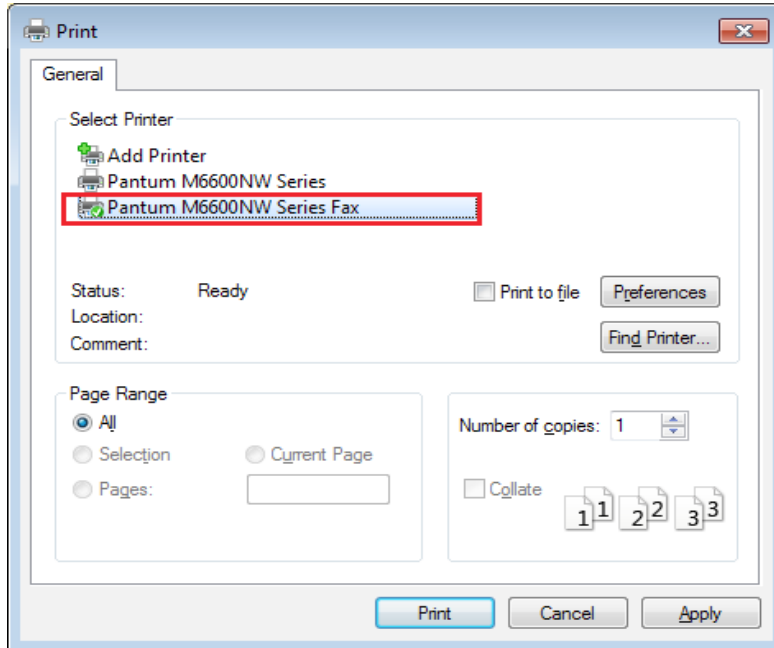 Print
General
Select Printer
Add Printer
Pantum M6600NW Series
Pantum M6600NW Series Fax
Status: Ready
Print to file
Preferences
Location:
Comment:
Find Printer...
Page Range
All
Selection
Current Page
Pages:
Number of copies: 1
Collate
1 1 2 2 3 3
Print
Cancel
Apply